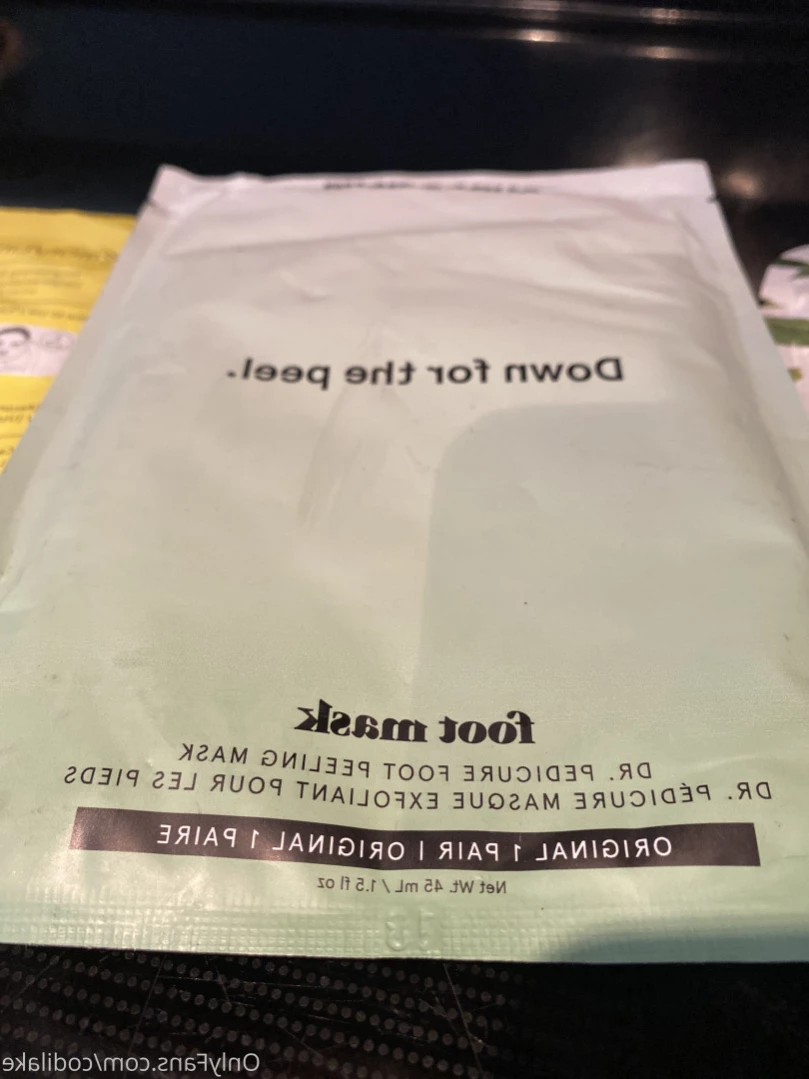 Down for the peel.
foot mask
DR. PEDICURE FOOT PEELING MASK
DR. PÉDICURE MASQUE EXFOLIANT POUR LES PIEDS
ORIGINAL 1 PAIR | ORIGINAL 1 PAIRE
Net Wt. 45 mL / 1.5 fl oz
OnlyFans.com/codilake